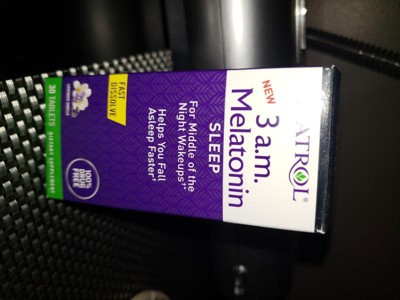 NATROL®
NEW
3 a.m.
Melatonin
SLEEP
For Middle of the
Night Wakeups†*
Helps You Fall
Asleep Faster†
FAST
DISSOLVE
100%
DRUG
FREE
30 TABLETS
DIETARY SUPPLEMENT